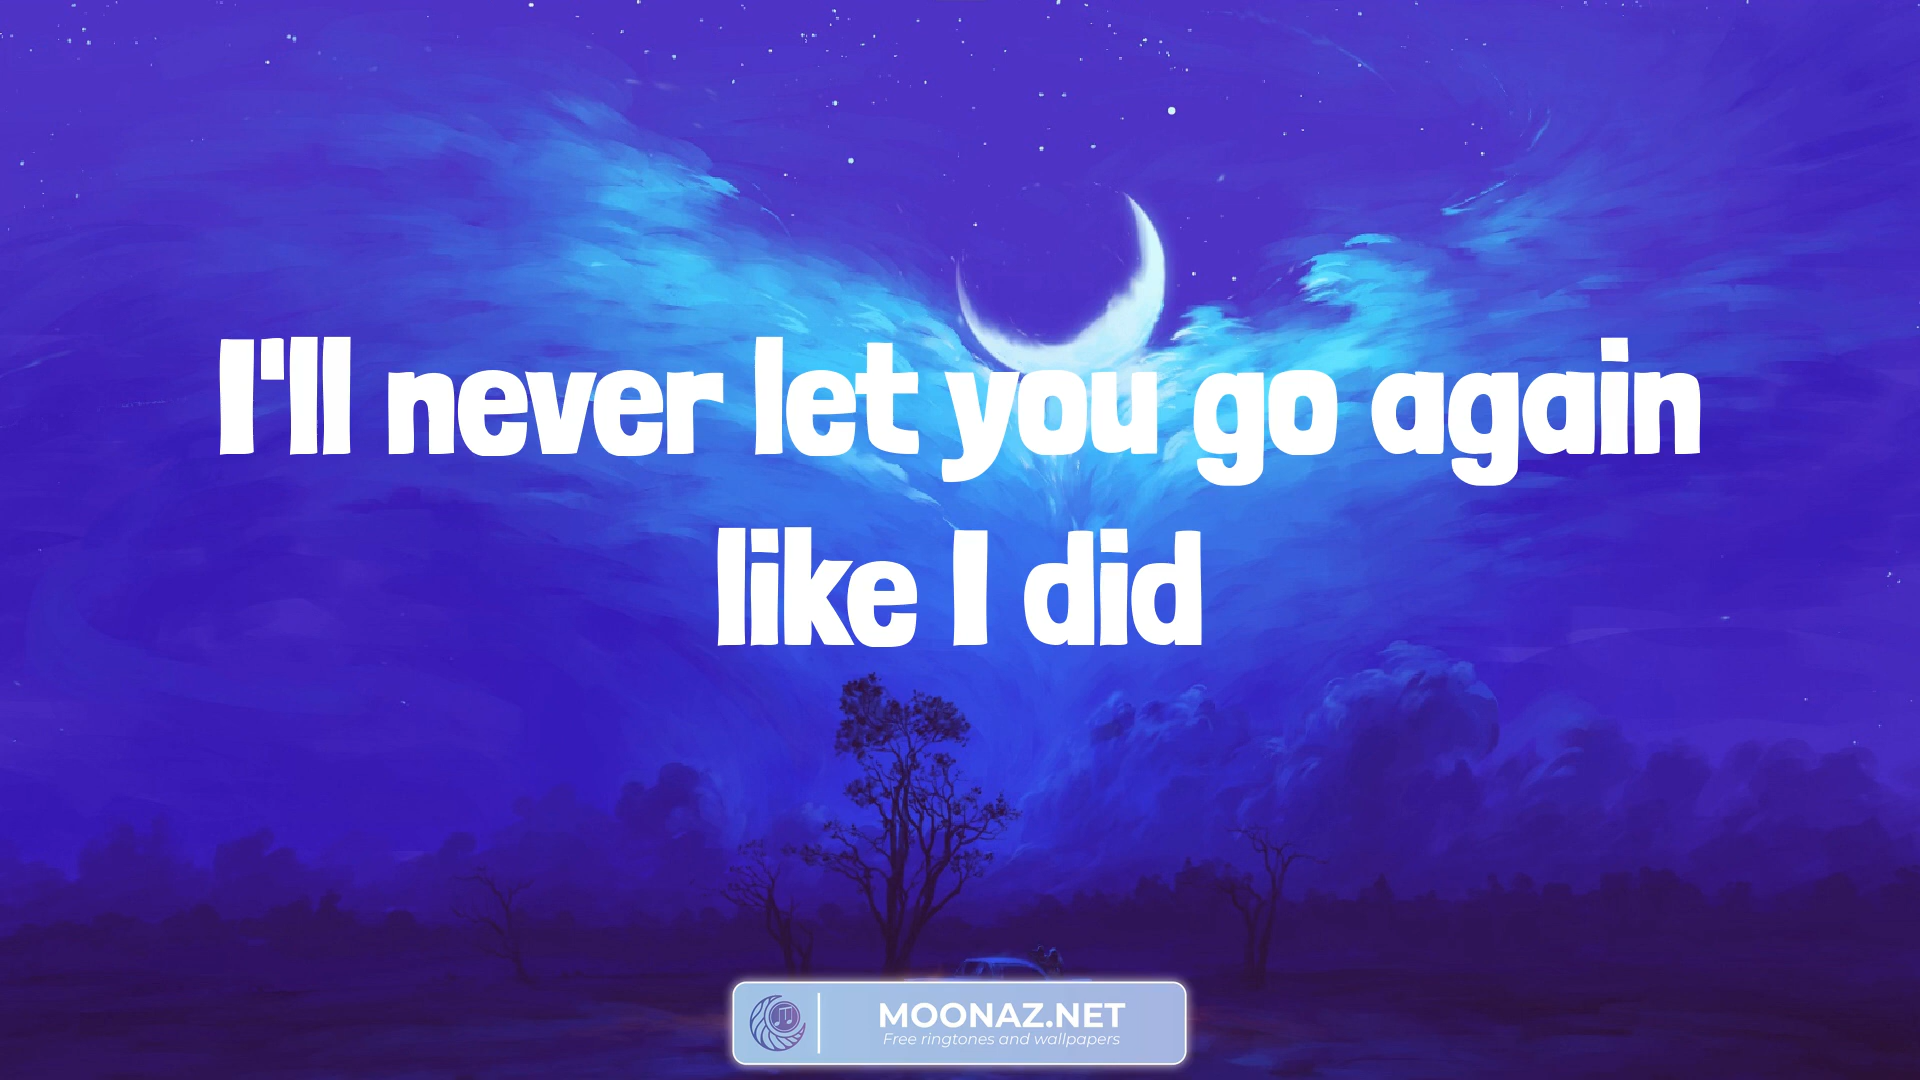 I'll never let you go again
like I did
MOONAZ.NET
Free ringtones and wallpapers